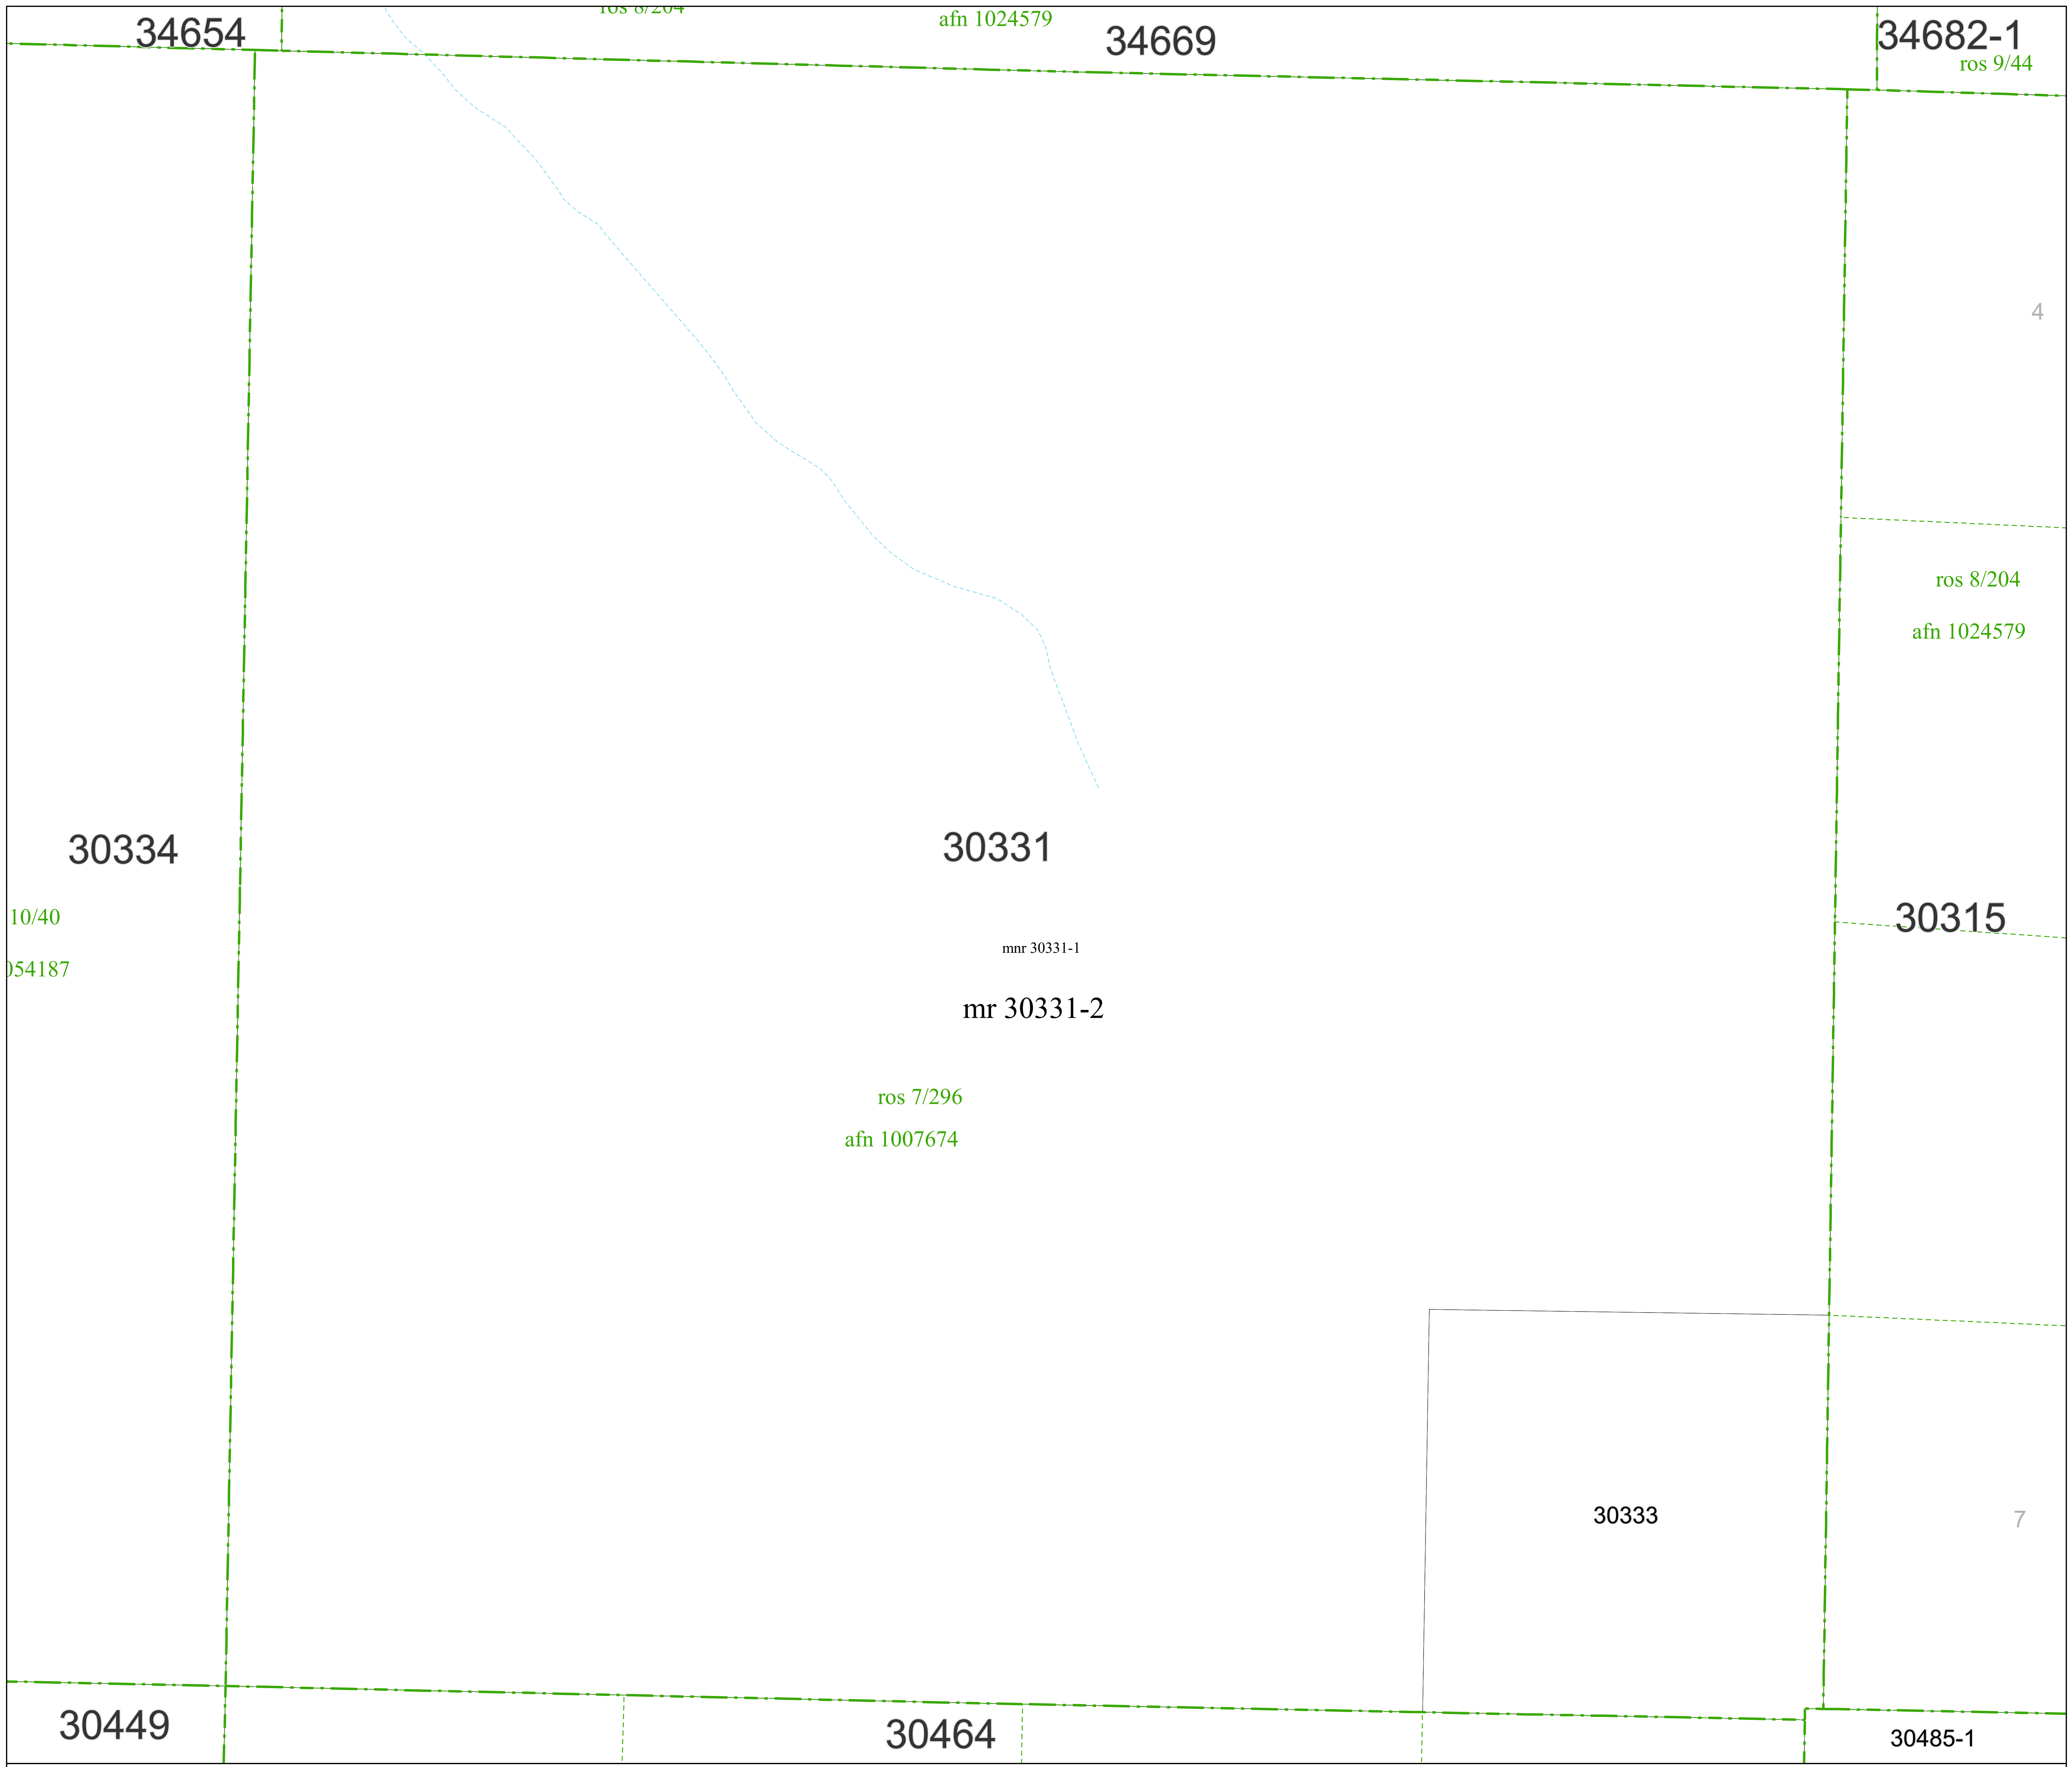 34654
afn 1024579
34669
34682-1
ros 9/44
4
ros 8/204
afn 1024579
30334
30331
10/40
30315
mnr 30331-1
054187
mr 30331-2
ros 7/296
afn 1007674
30333
7
30449
30464
30485-1